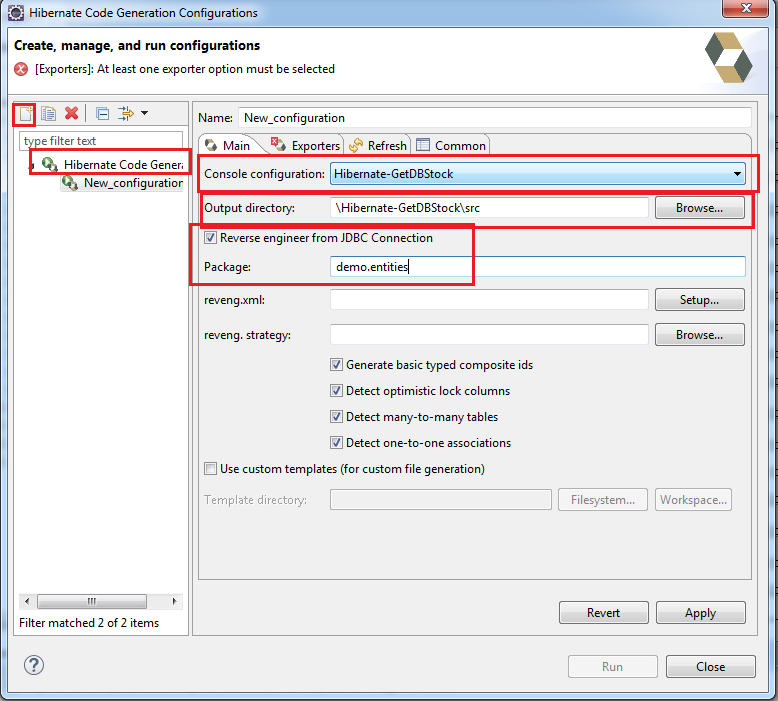 Hibernate Code Generation Configurations
Create, manage, and run configurations
[Exporters]: At least one exporter option must be selected
type filter text
Hibernate Code Genera
New_configuration
Filter matched 2 of 2 items
Name: New_configuration
Main Exporters Refresh Common
Console configuration: Hibernate-GetDBStock
Output directory: \Hibernate-GetDBStock\src Browse...
Reverse engineer from JDBC Connection
Package: demo.entities
reveng.xml: Setup...
reveng. strategy: Browse...
Generate basic typed composite ids
Detect optimistic lock columns
Detect many-to-many tables
Detect one-to-one associations
Use custom templates (for custom file generation)
Template directory: Filesystem... Workspace...
Revert Apply
? Run Close